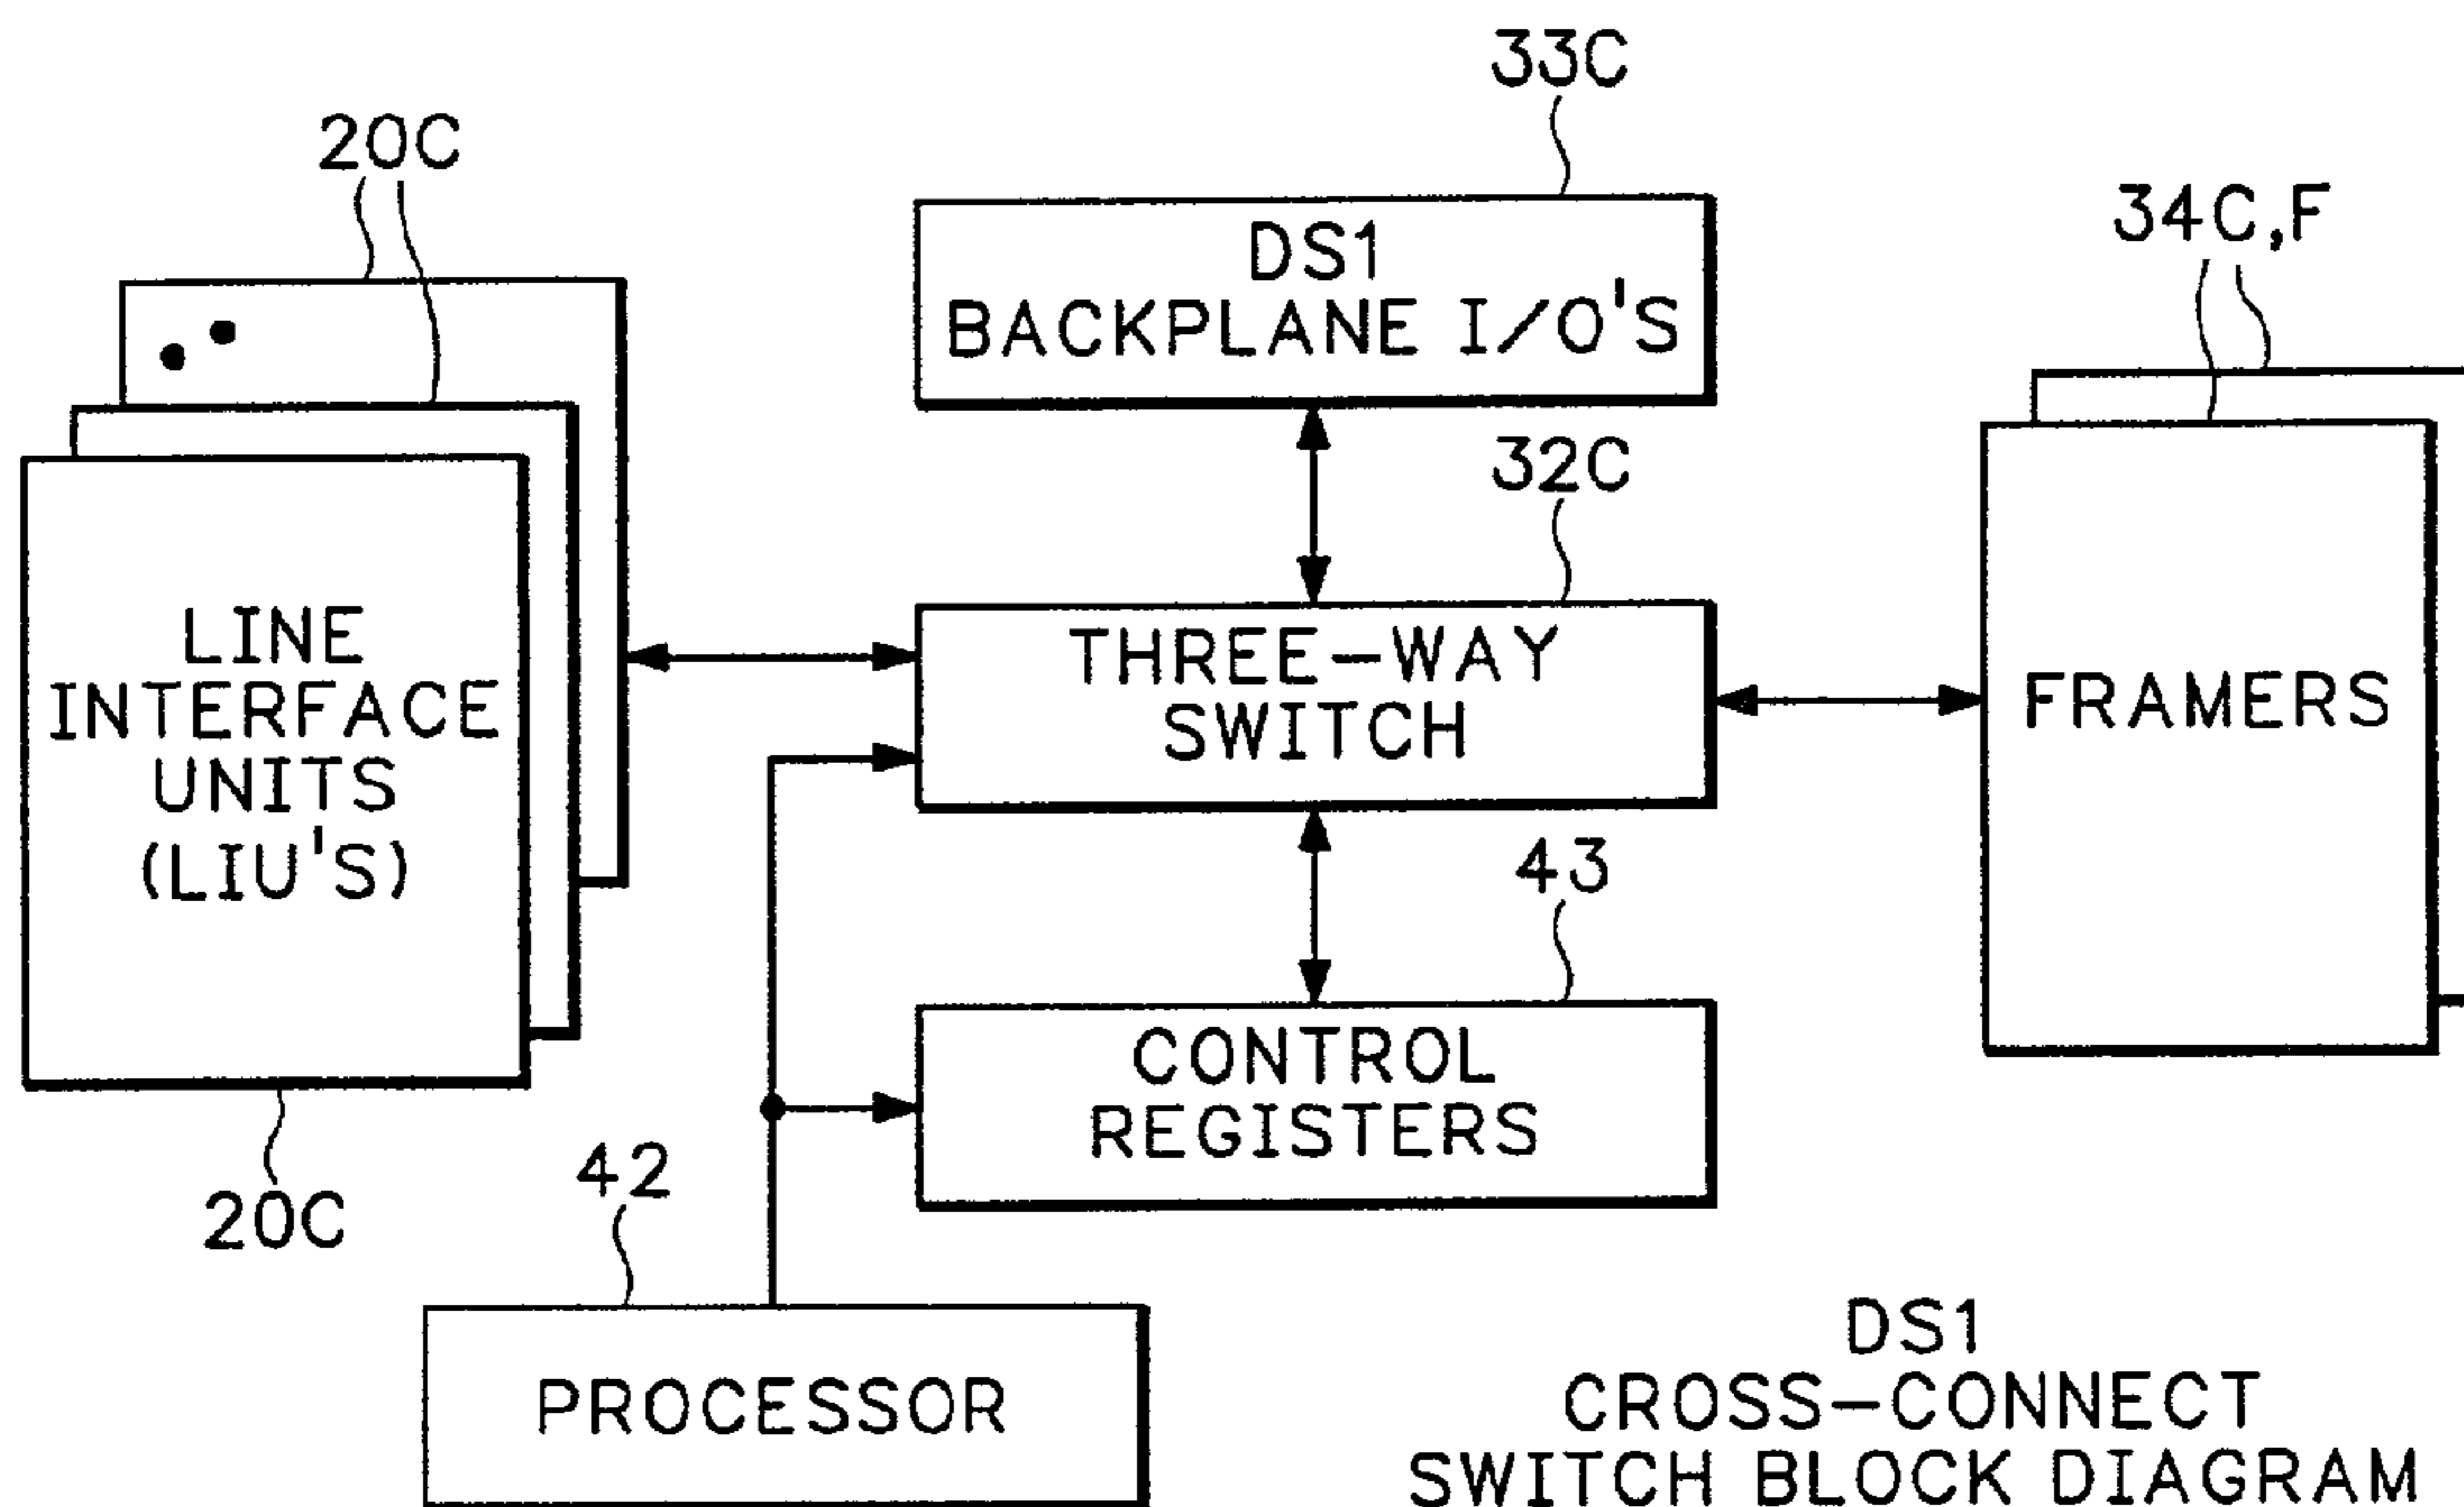 33C
20C
34C,F
DS1
BACKPLANE I/O'S
32C
LINE
INTERFACE
UNITS
(LIU'S)
THREE-WAY
SWITCH
FRAMERS
43
CONTROL
REGISTERS
20C
42
PROCESSOR
DS1
CROSS-CONNECT
SWITCH BLOCK DIAGRAM